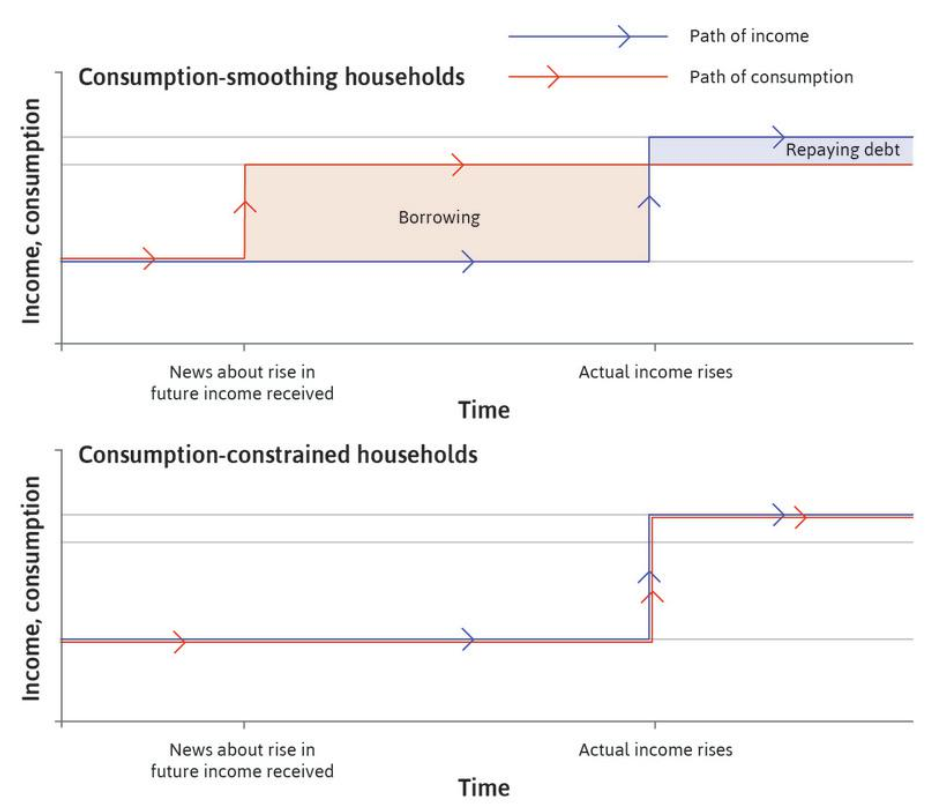 Path of income
Path of consumption
Consumption-smoothing households
Income, consumption
Repaying debt
Borrowing
News about rise in
future income received
Actual income rises
Time
Consumption-constrained households
Income, consumption
News about rise in
future income received
Actual income rises
Time